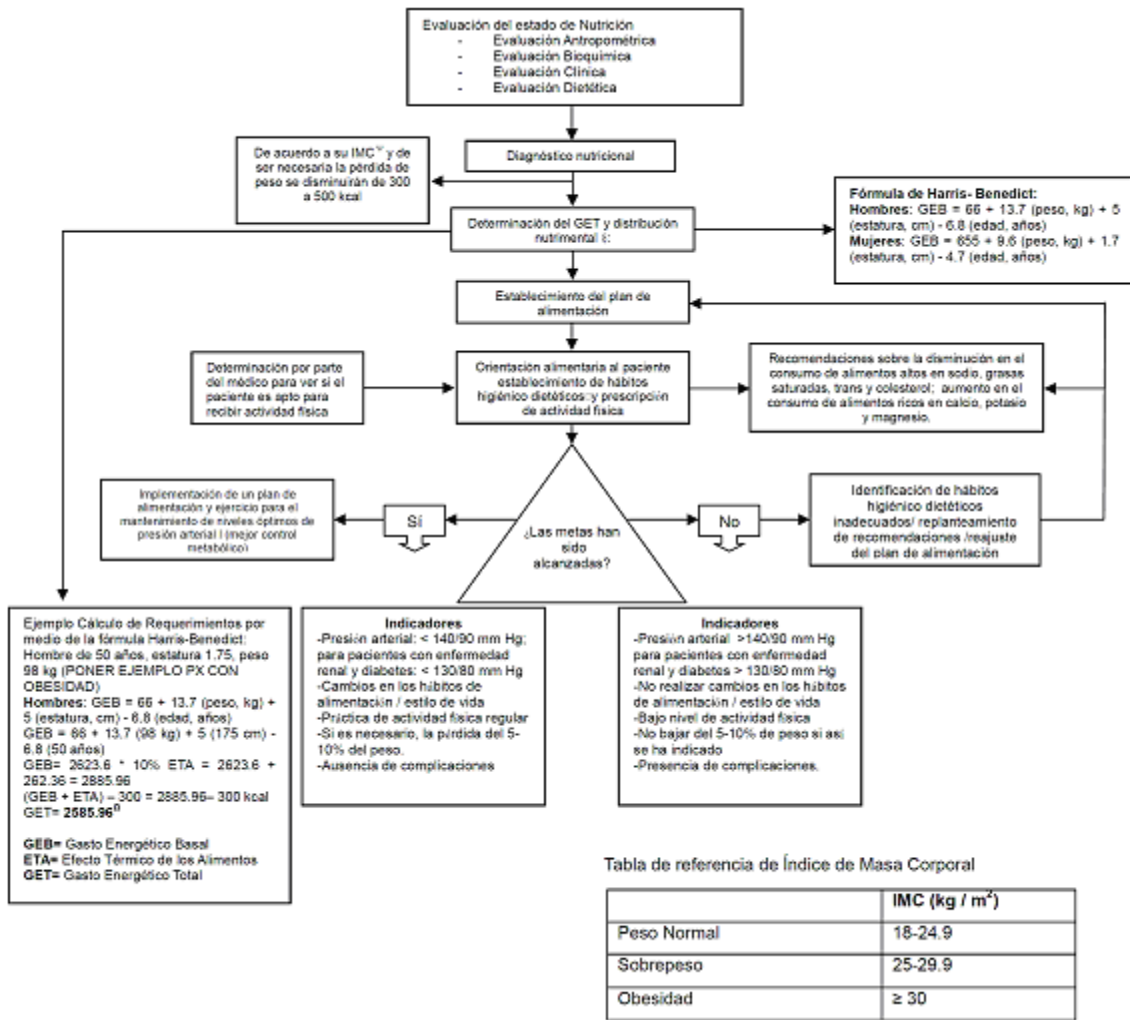 Evaluación del estado de Nutrición
- Evaluación Antropométrica
- Evaluación Bioquímica
- Evaluación Clínica
- Evaluación Dietética
Diagnóstico nutricional
De acuerdo a su IMC y de
ser necesaria la pérdida de
peso se disminuirán de 300
a 500 kcal
Determinación del GET y distribución
nutrimental
Fórmula de Harris- Benedict:
Hombres: GEB = 66 + 13.7 (peso, kg) + 5
(estatura, cm) - 6.8 (edad, años)
Mujeres: GEB = 655 + 9.6 (peso, kg) + 1.7
(estatura, cm) - 4.7 (edad, años)
Establecimiento del plan de
alimentación
Determinación por parte
del médico para ver si el
paciente es apto para
recibir actividad física
Orientación alimentaria al paciente
establecimiento de hábitos
higiénico dietéticos y prescripción
de actividad física
Recomendaciones sobre la disminución en el
consumo de alimentos altos en sodio, grasas
saturadas, trans y colesterol; aumento en el
consumo de alimentos ricos en calcio, potasio
y magnesio.
Implementación de un plan de
alimentación y ejercicio para el
mantenimiento de niveles óptimos de
presión arterial (mejor control
metabólico)
Sí
¿Las metas han
sido
alcanzadas?
No
Identificación de hábitos
higiénico dietéticos
inadecuados/ replanteamiento
de recomendaciones /reajuste
del plan de alimentación
Ejemplo Cálculo de Requerimientos por
medio de la fórmula Harris-Benedict:
Hombre de 50 años, estatura 1.75, peso
98 kg (PONER EJEMPLO PX CON
OBESIDAD)
Hombres: GEB = 66 + 13.7 (peso, kg) +
5 (estatura, cm) - 6.8 (edad, años)
GEB = 66 + 13.7 (98 kg) + 5 (175 cm) -
6.8 (50 años)
GEB= 2623.6 * 10% ETA = 2623.6 +
262.36 = 2885.96
(GEB + ETA) – 300 = 2885.96– 300 kcal
GET= 2585.96
GEB= Gasto Energético Basal
ETA= Efecto Térmico de los Alimentos
GET= Gasto Energético Total
Indicadores
-Presión arterial: < 140/90 mm Hg;
para pacientes con enfermedad
renal y diabetes: < 130/80 mm Hg
-Cambios en los hábitos de
alimentación / estilo de vida
-Práctica de actividad física regular
-Si es necesario, la pérdida del 5-
10% del peso.
-Ausencia de complicaciones
Indicadores
-Presión arterial >140/90 mm Hg
para pacientes con enfermedad
renal y diabetes > 130/80 mm Hg
-No realizar cambios en los hábitos
de alimentación / estilo de vida
-Bajo nivel de actividad física
-No bajar del 5-10% de peso si así
se ha indicado
-Presencia de complicaciones.
Tabla de referencia de Índice de Masa Corporal
IMC (kg / m²)
Peso Normal 18-24.9
Sobrepeso 25-29.9
Obesidad ≥ 30